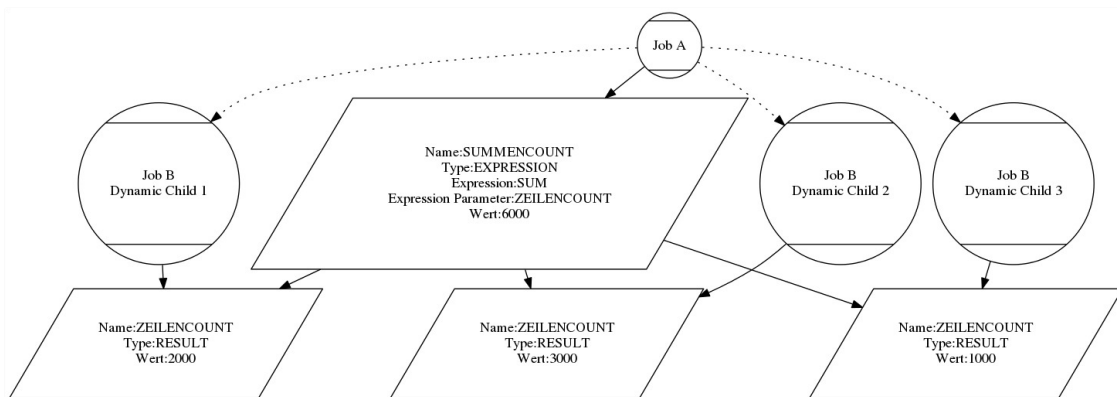 Job A
Job B
Dynamic Child 1
Name:SUMMENCOUNT
Type:EXPRESSION
Expression:SUM
Expression Parameter:ZEILENCOUNT
Wert:6000
Job B
Dynamic Child 2
Job B
Dynamic Child 3
Name:ZEILENCOUNT
Type:RESULT
Wert:2000
Name:ZEILENCOUNT
Type:RESULT
Wert:3000
Name:ZEILENCOUNT
Type:RESULT
Wert:1000